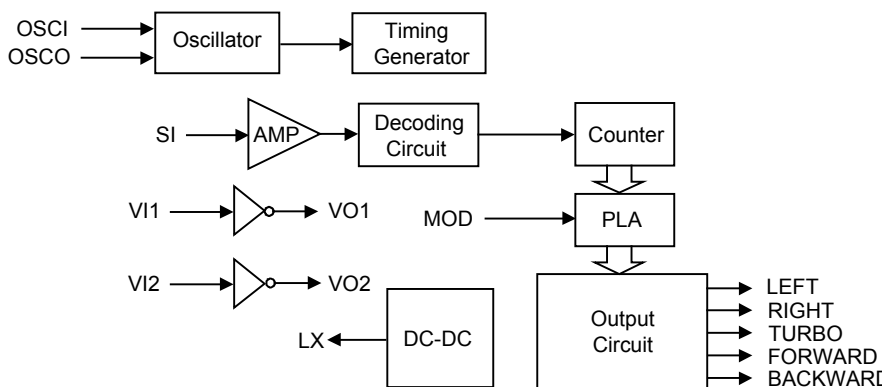 OSCI
OSCO
Oscillator
Timing
Generator
SI
AMP
Decoding
Circuit
Counter
VI1
VO1
MOD
PLA
VI2
VO2
LX
DC-DC
Output
Circuit
LEFT
RIGHT
TURBO
FORWARD
BACKWARD